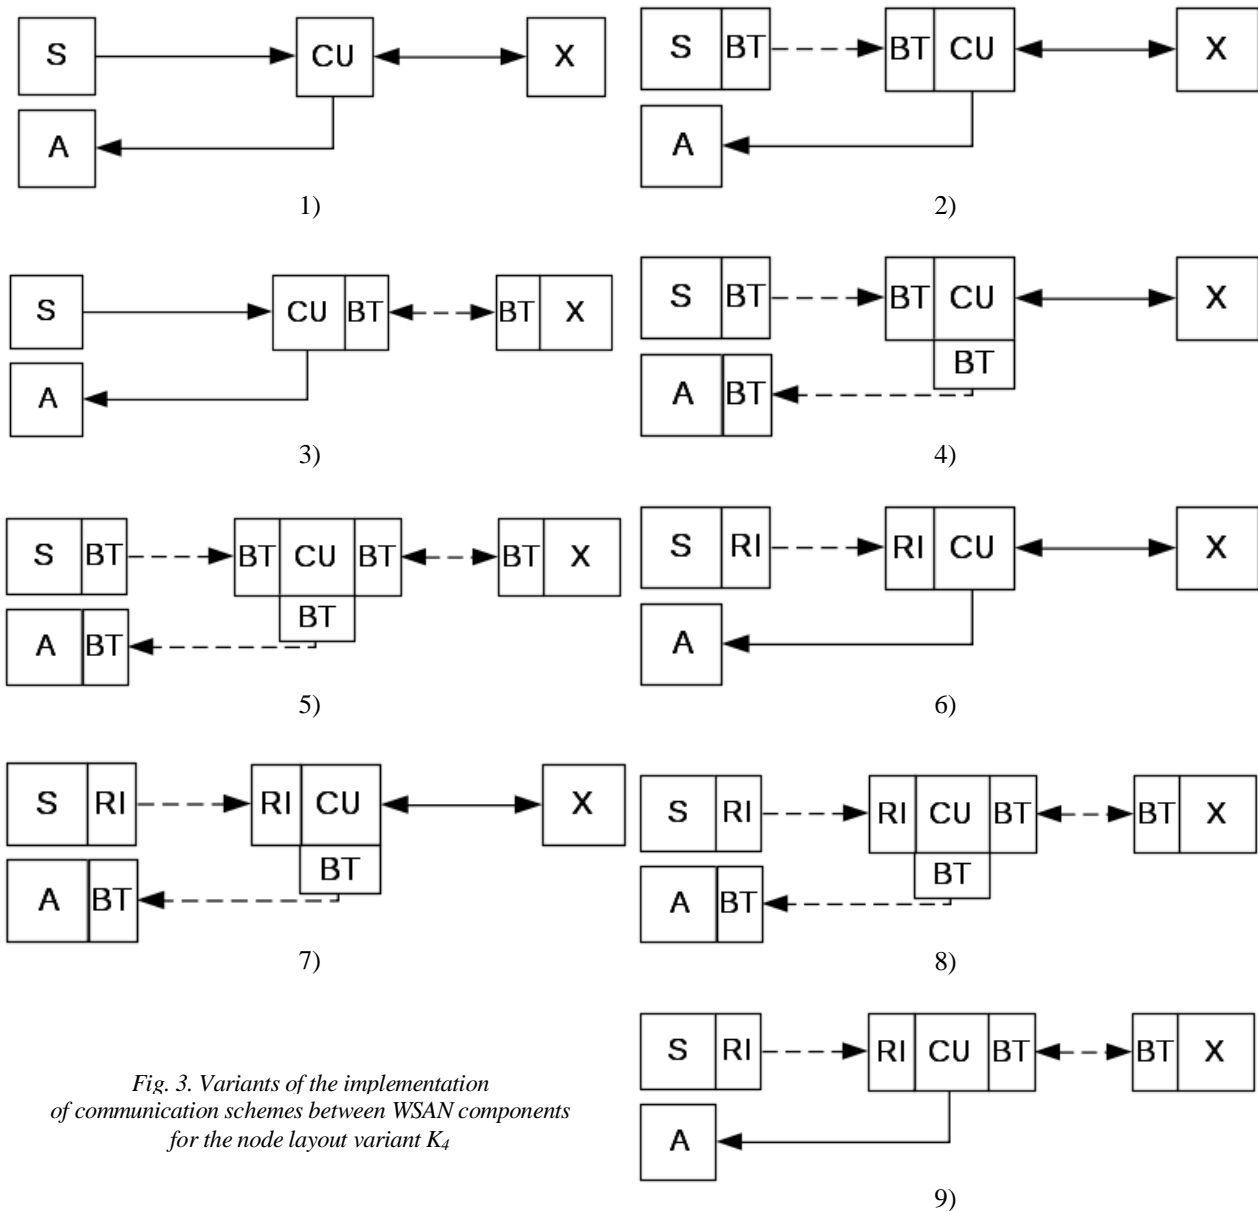 S CU X
A
1)
S BT BT CU X
A
2)
S CU BT BT X
A
3)
S BT BT CU X
BT
A BT
4)
S BT BT CU BT BT X
BT
A BT
5)
S RI RI CU X
A
6)
S RI RI CU X
BT
A BT
7)
S RI RI CU BT BT X
BT
A BT
8)
S RI RI CU BT BT X
A
9)
Fig. 3. Variants of the implementation
of communication schemes between WSAN components
for the node layout variant K4